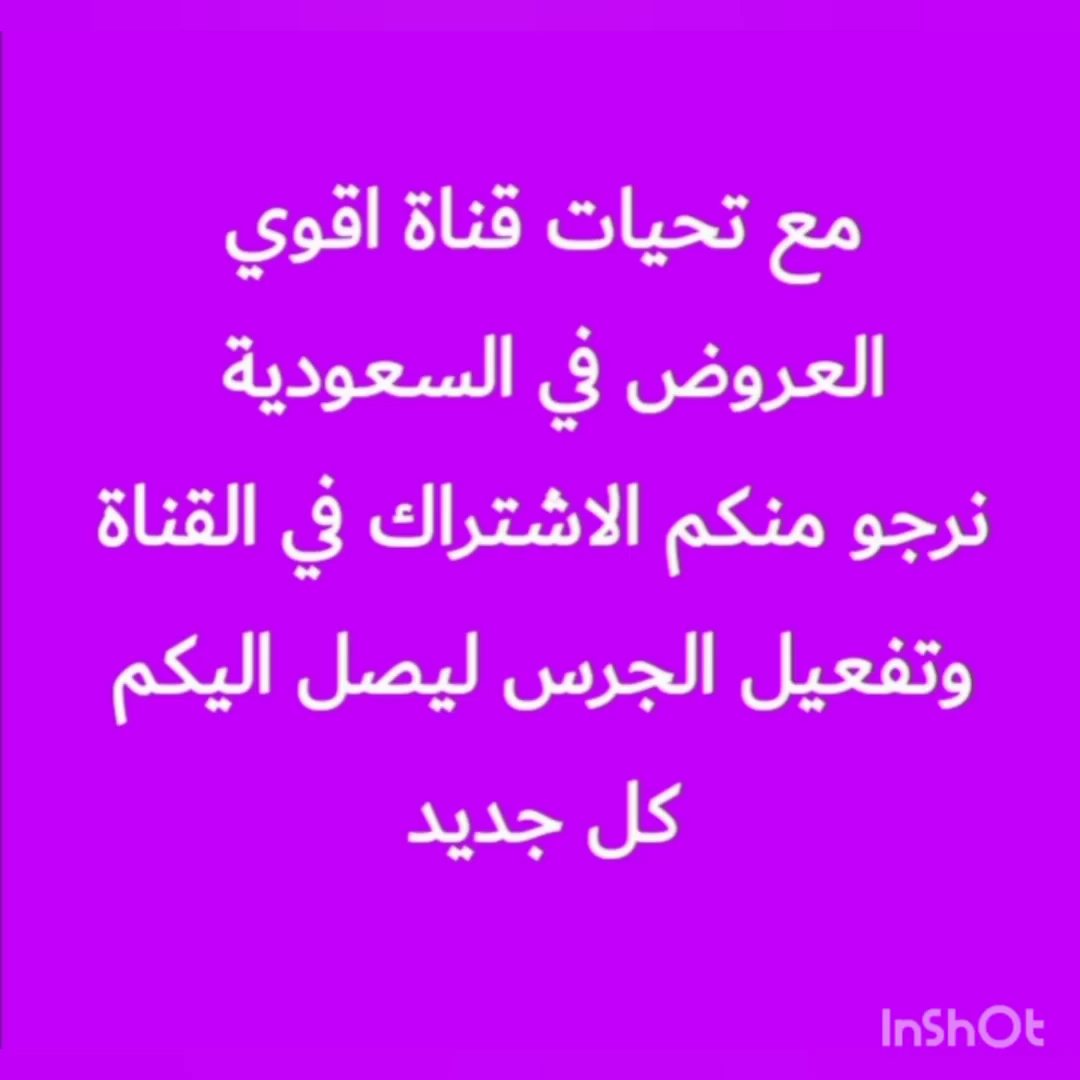 مع تحيات قناة اقوي
العروض في السعودية
نرجو منكم الاشتراك في القناة
وتفعيل الجرس ليصل اليكم
كل جديد
InShOt